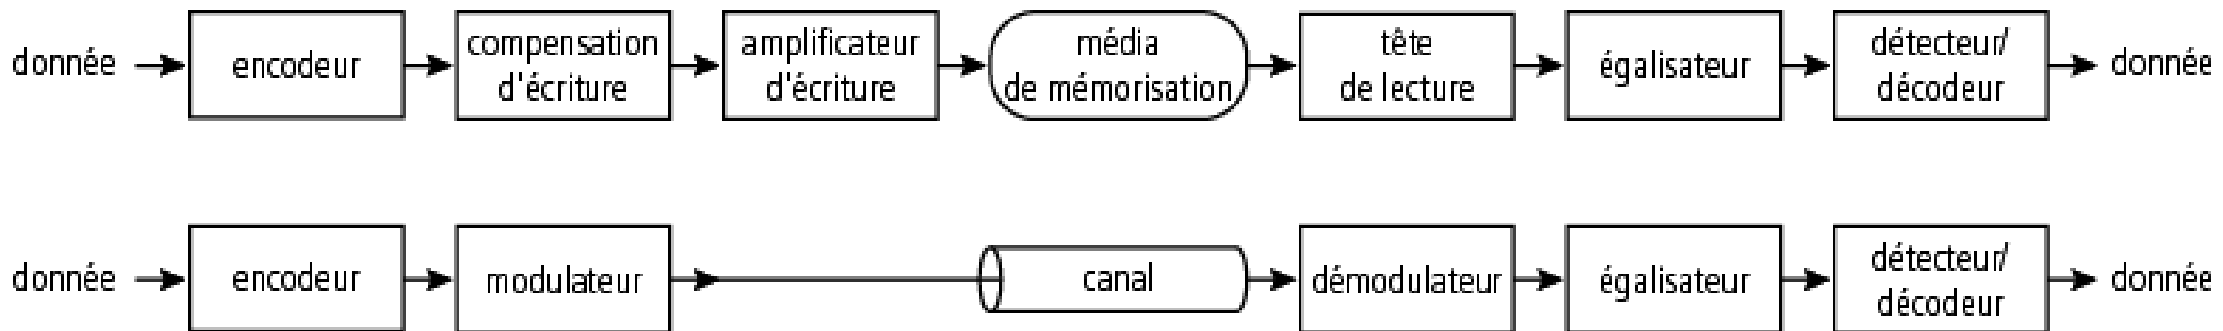 donnée
encodeur
compensation
d'écriture
amplificateur
d'écriture
média
de mémorisation
tête
de lecture
égalisateur
détecteur/
décodeur
donnée
donnée
encodeur
modulateur
canal
démodulateur
égalisateur
détecteur/
décodeur
donnée